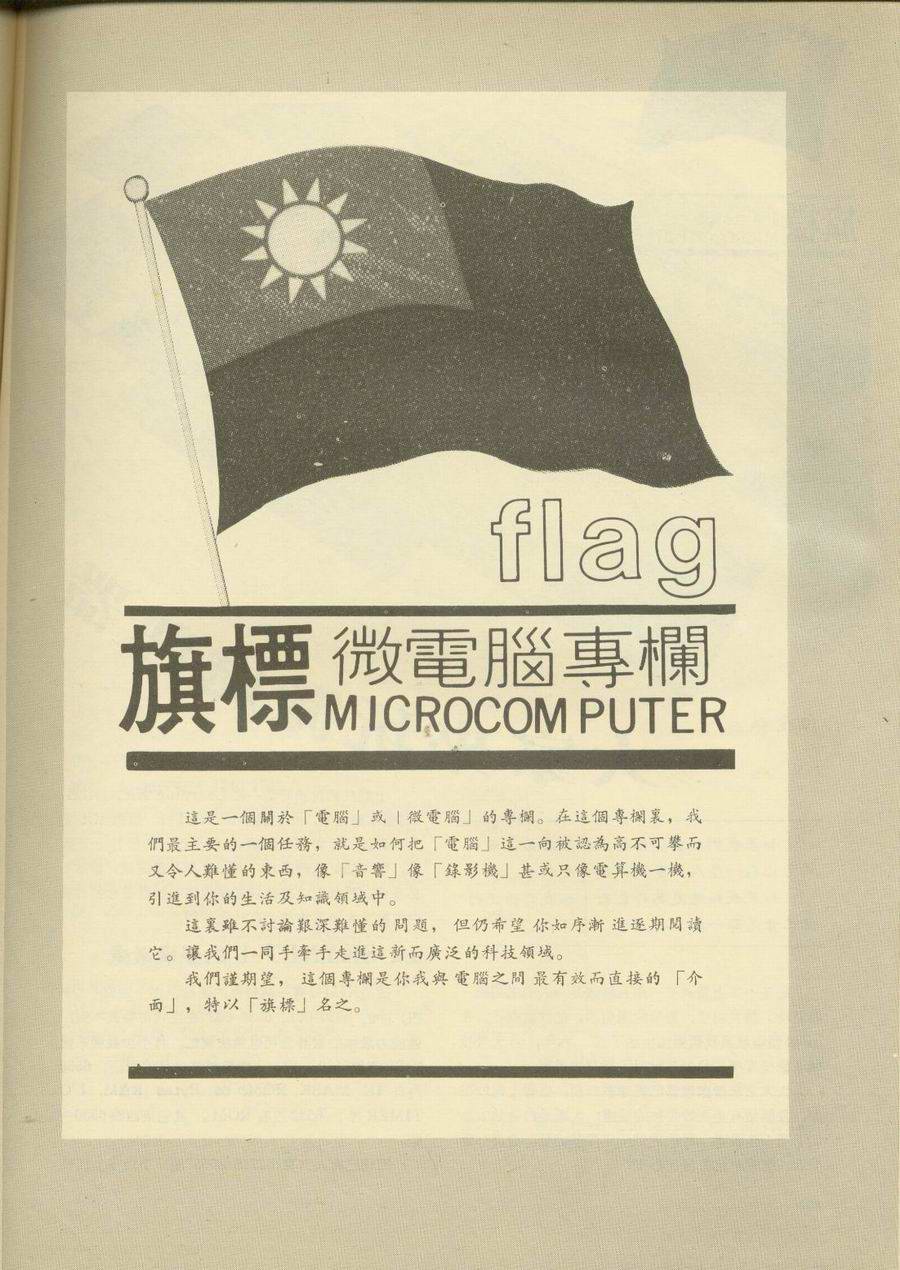 flag
旗標 微電腦專欄
MICROCOMPUTER
這是一個關於「電腦」或「微電腦」的專欄。在這個專欄裏，我
們最主要的一個任務，就是如何把「電腦」這一向被認為高不可攀而
又令人難懂的東西，像「音響」像「錄影機」甚或只像電算機一機，
引進到你的生活及知識領域中。
這裏雖不討論艱深難懂的問題，但仍希望你如序漸進逐期閱讀
它。讓我們一同手牽手走進這新而廣泛的科技領域。
我們謹期望，這個專欄是你我與電腦之間最有效而直接的「介
面」，特以「旗標」名之。